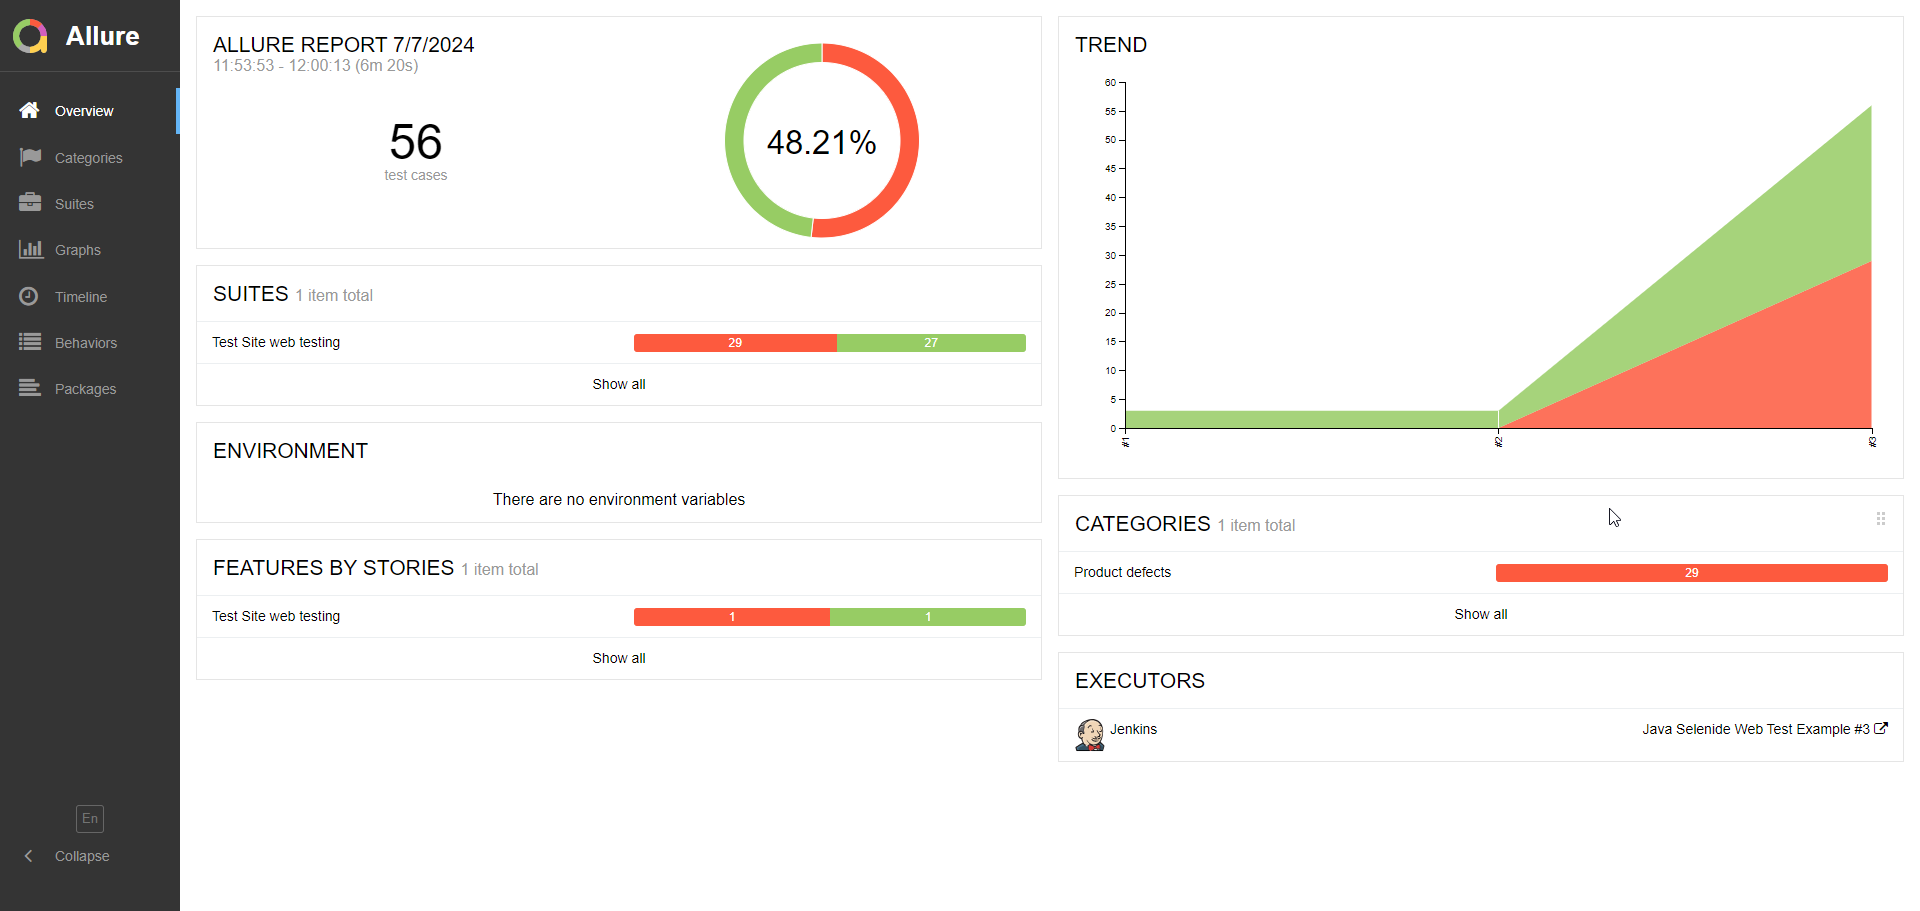 Allure
Overview
Categories
Suites
Graphs
Timeline
Behaviors
Packages
En
Collapse
ALLURE REPORT 7/7/2024
11:53:53 - 12:00:13 (6m 20s)
56
test cases
48.21%
SUITES 1 item total
Test Site web testing 29 27
Show all
ENVIRONMENT
There are no environment variables
FEATURES BY STORIES 1 item total
Test Site web testing 1 1
Show all
TREND
60
55
50
45
40
35
30
25
20
15
10
5
0
#1 #2 #3
CATEGORIES 1 item total
Product defects 29
Show all
EXECUTORS
Jenkins Java Selenide Web Test Example #3